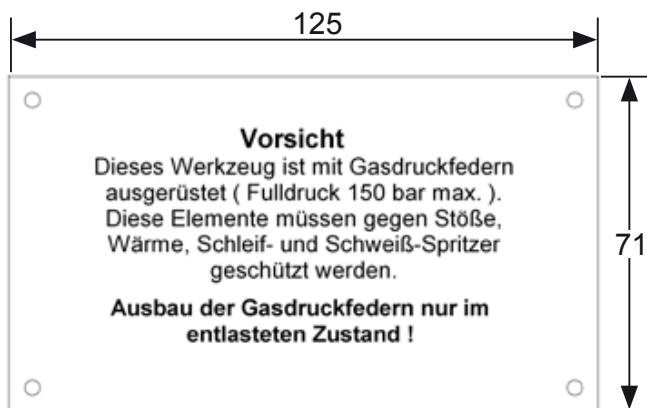 125
Vorsicht
Dieses Werkzeug ist mit Gasdruckfedern
ausgerüstet ( Fulldruck 150 bar max. ).
Diese Elemente müssen gegen Stöße,
Wärme, Schleif- und Schweiß-Spritzer
geschützt werden.
71
Ausbau der Gasdruckfedern nur im
entlasteten Zustand !